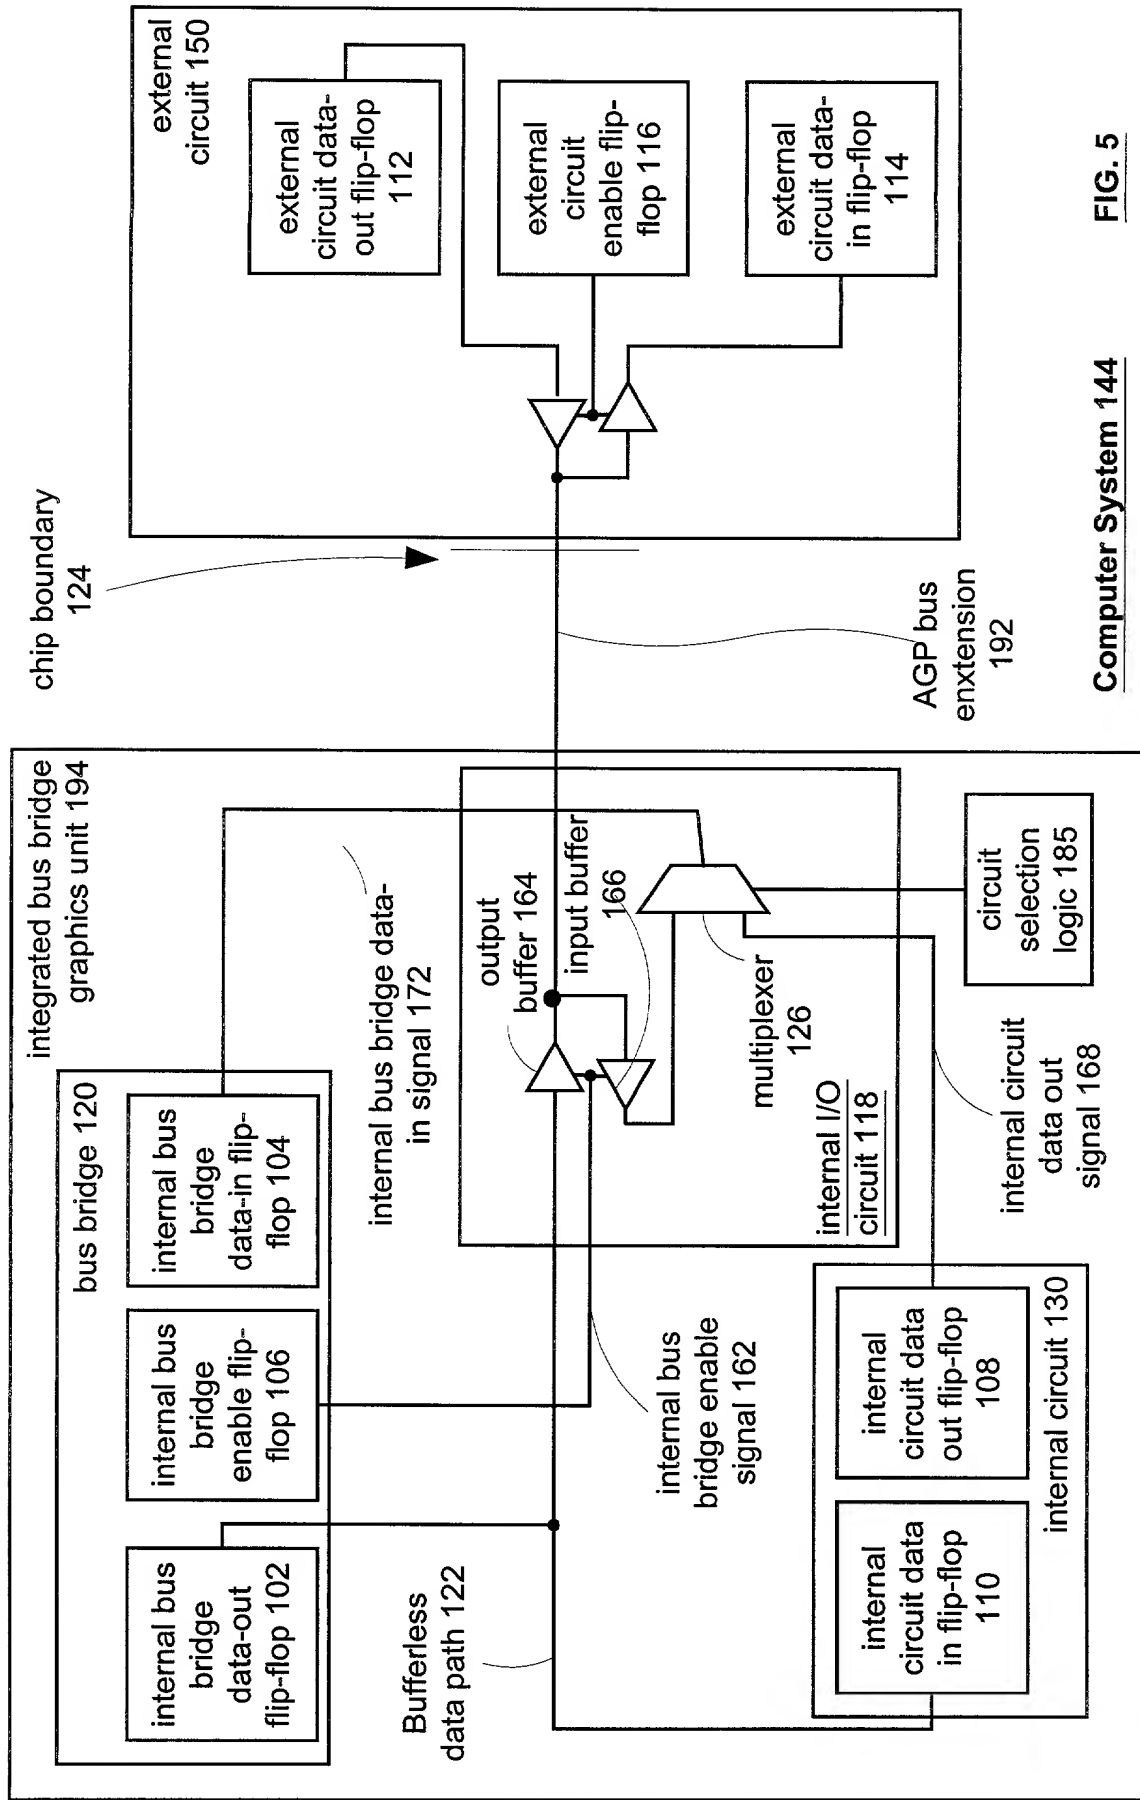 integrated bus bridge
graphics unit 194
bus bridge 120
internal bus
bridge
data-out
flip-flop 102
internal bus
bridge
enable flip-
flop 106
internal bus
bridge
data-in flip-
flop 104
Bufferless
data path 122
internal bus
bridge enable
signal 162
internal bus bridge data-
in signal 172
output
buffer 164
input buffer
166
multiplexer
126
internal I/O
circuit 118
internal
circuit data
in flip-flop
110
internal
circuit data
out flip-flop
108
internal circuit 130
internal circuit
data out
signal 168
circuit
selection
logic 185
chip boundary
124
AGP bus
enxtension
192
external
circuit 150
external
circuit data-
out flip-flop
112
external
circuit
enable flip-
flop 116
external
circuit data-
in flip-flop
114
Computer System 144
FIG. 5